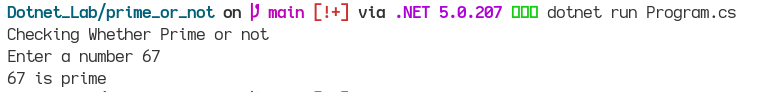 Dotnet_Lab/prime_or_not on main [!+] via .NET 5.0.207 dotnet run Program.cs
Checking Whether Prime or not
Enter a number 67
67 is prime